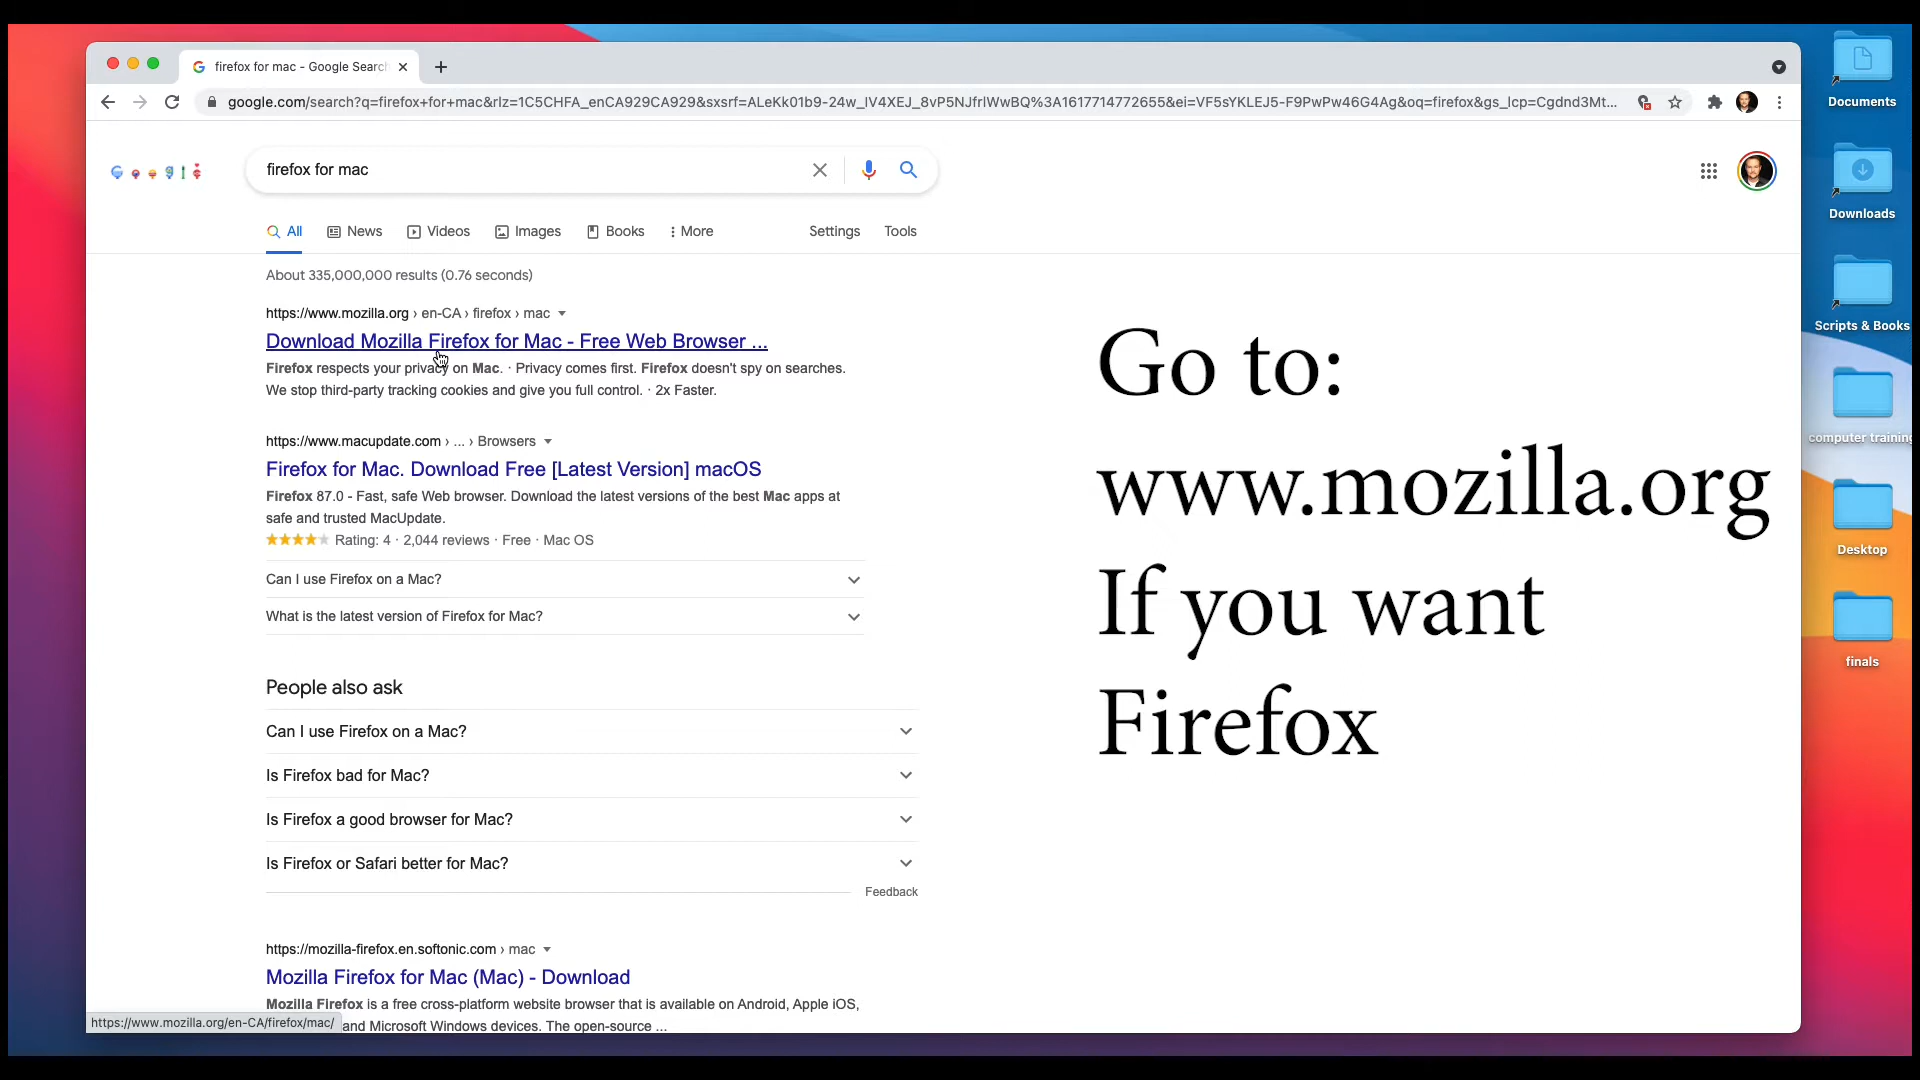 firefox for mac - Google Search
google.com/search?q=firefox+for+mac&rlz=1C5CHFA_enCA929CA929&sxsrf=ALeKk01b9-24w_IV4XEJ_8vP5NJfrIWwBQ%3A1617714772655&ei=VF5sYKLEJ5-F9PwPw46G4Ag&oq=firefox&gs_lcp=Cgdnd3Mt...
Google
firefox for mac
All News Videos Images Books More Settings Tools
About 335,000,000 results (0.76 seconds)
https://www.mozilla.org › en-CA › firefox › mac
Download Mozilla Firefox for Mac - Free Web Browser ...
Firefox respects your privacy on Mac. · Privacy comes first. Firefox doesn't spy on searches.
We stop third-party tracking cookies and give you full control. · 2x Faster.
https://www.macupdate.com › ... › Browsers
Firefox for Mac. Download Free [Latest Version] macOS
Firefox 87.0 - Fast, safe Web browser. Download the latest versions of the best Mac apps at
safe and trusted MacUpdate.
Rating: 4 · 2,044 reviews · Free · Mac OS
Can I use Firefox on a Mac?
What is the latest version of Firefox for Mac?
People also ask
Can I use Firefox on a Mac?
Is Firefox bad for Mac?
Is Firefox a good browser for Mac?
Is Firefox or Safari better for Mac?
Feedback
https://mozilla-firefox.en.softonic.com › mac
Mozilla Firefox for Mac (Mac) - Download
Mozilla Firefox is a free cross-platform website browser that is available on Android, Apple iOS,
and Microsoft Windows devices. The open-source ...
https://www.mozilla.org/en-CA/firefox/mac/
Go to:
www.mozilla.org
If you want
Firefox
Documents
Downloads
Scripts & Books
computer training
Desktop
finals